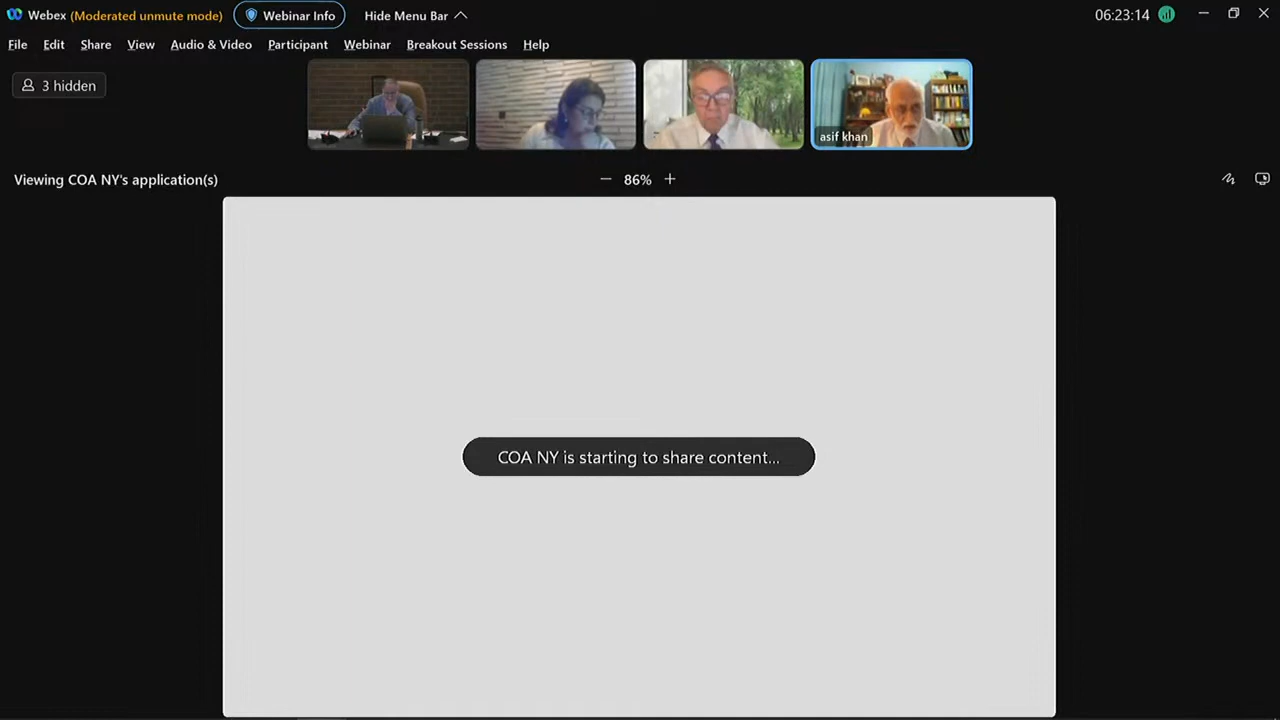 Webex (Moderated unmute mode) Webinar Info Hide Menu Bar 06:23:14
File Edit Share View Audio & Video Participant Webinar Breakout Sessions Help
3 hidden
asif khan
Viewing COA NY's application(s) 86%
COA NY is starting to share content...